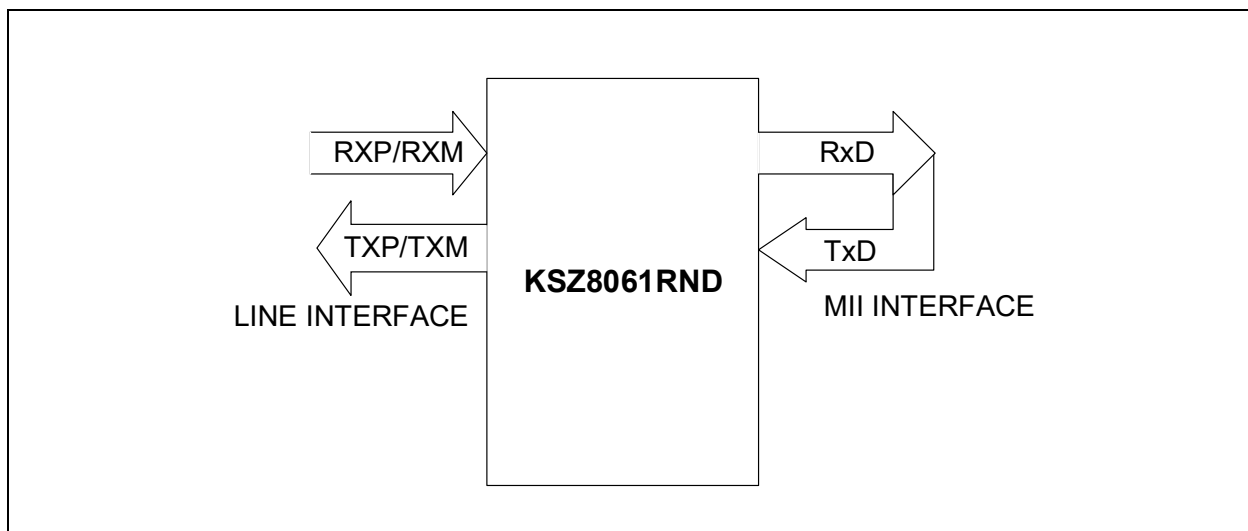 RXP/RXM
TXP/TXM
LINE INTERFACE
KSZ8061RND
RxD
TxD
MII INTERFACE